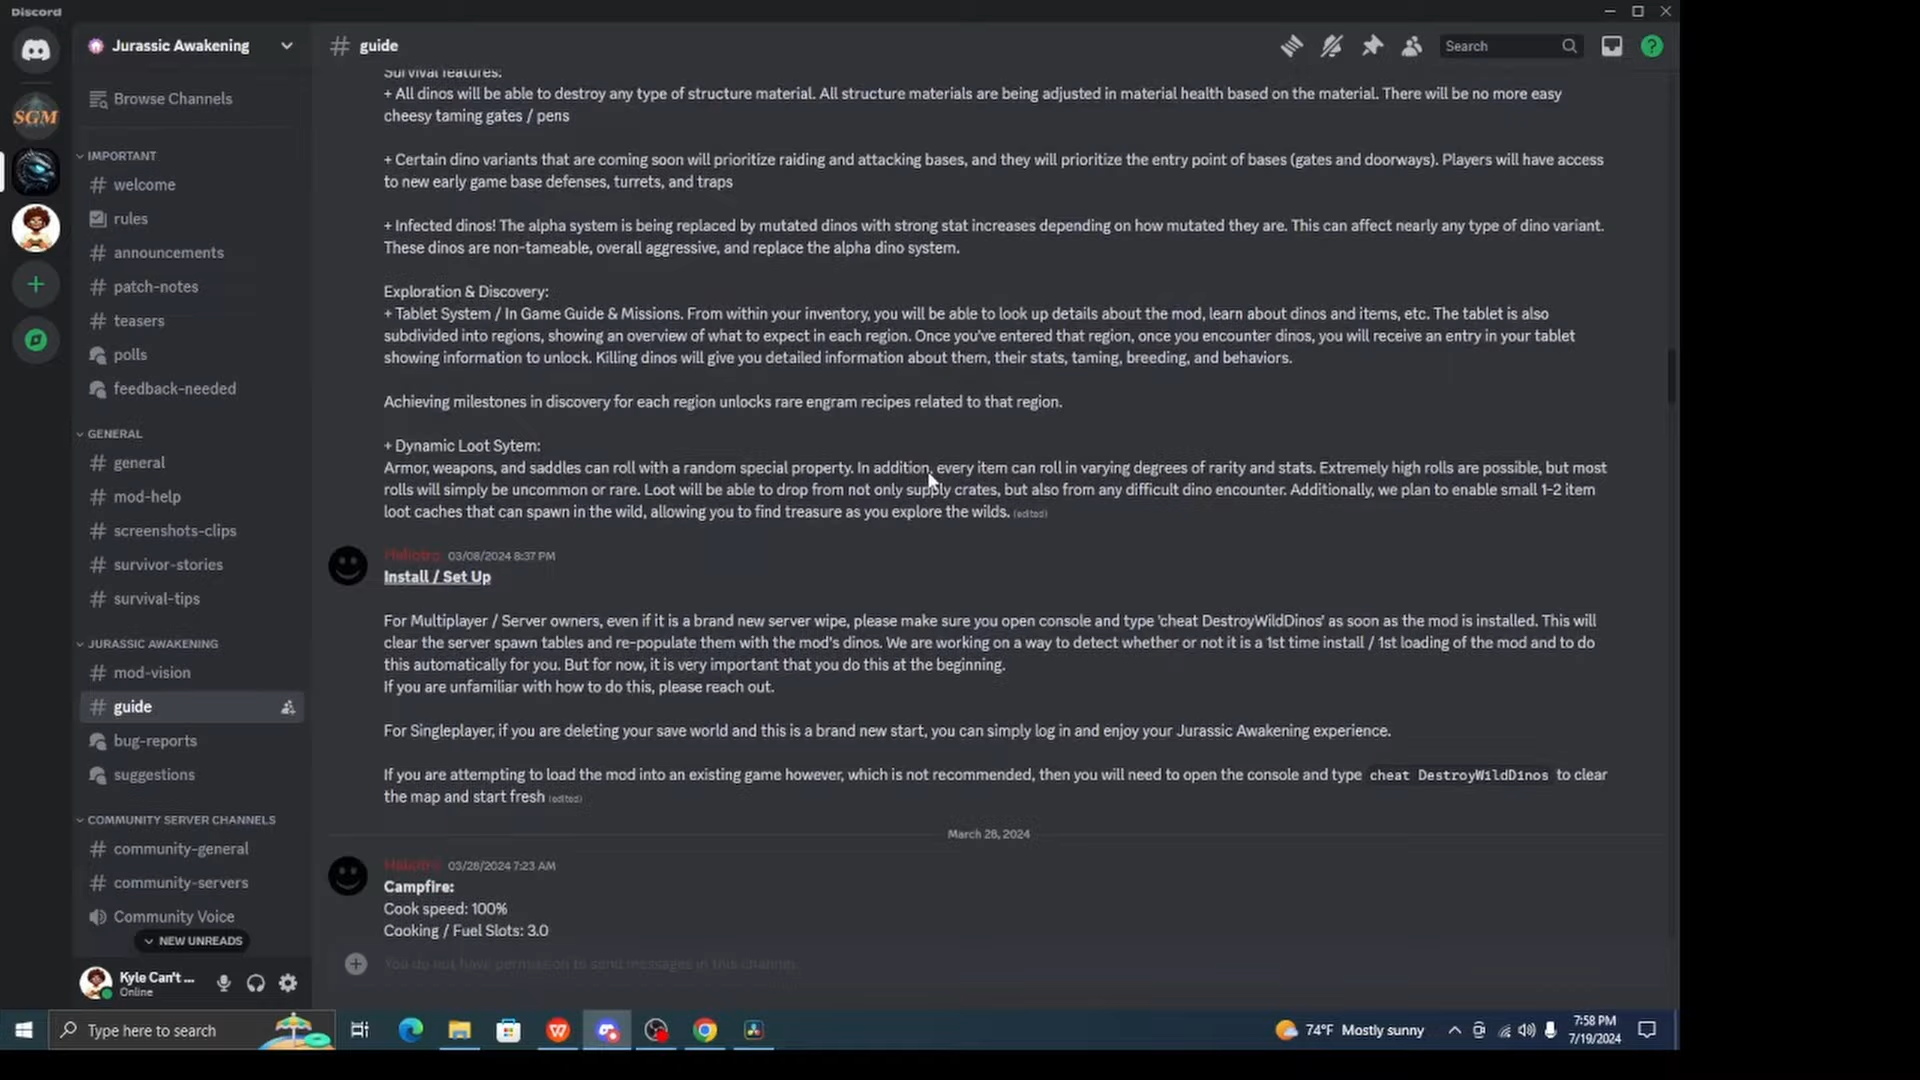 Discord
Jurassic Awakening
guide
Search
SGM
Browse Channels
IMPORTANT
welcome
rules
announcements
patch-notes
teasers
polls
feedback-needed
GENERAL
general
mod-help
screenshots-clips
survivor-stories
survival-tips
JURASSIC AWAKENING
mod-vision
guide
bug-reports
suggestions
COMMUNITY SERVER CHANNELS
community-general
community-servers
Community Voice
NEW UNREADS
Kyle Can't ...
Online
Survival features:
+ All dinos will be able to destroy any type of structure material. All structure materials are being adjusted in material health based on the material. There will be no more easy
cheesy taming gates / pens
+ Certain dino variants that are coming soon will prioritize raiding and attacking bases, and they will prioritize the entry point of bases (gates and doorways). Players will have access
to new early game base defenses, turrets, and traps
+ Infected dinos! The alpha system is being replaced by mutated dinos with strong stat increases depending on how mutated they are. This can affect nearly any type of dino variant.
These dinos are non-tameable, overall aggressive, and replace the alpha dino system.
Exploration & Discovery:
+ Tablet System / In Game Guide & Missions. From within your inventory, you will be able to look up details about the mod, learn about dinos and items, etc. The tablet is also
subdivided into regions, showing an overview of what to expect in each region. Once you've entered that region, once you encounter dinos, you will receive an entry in your tablet
showing information to unlock. Killing dinos will give you detailed information about them, their stats, taming, breeding, and behaviors.
Achieving milestones in discovery for each region unlocks rare engram recipes related to that region.
+ Dynamic Loot Sytem:
Armor, weapons, and saddles can roll with a random special property. In addition, every item can roll in varying degrees of rarity and stats. Extremely high rolls are possible, but most
rolls will simply be uncommon or rare. Loot will be able to drop from not only supply crates, but also from any difficult dino encounter. Additionally, we plan to enable small 1-2 item
loot caches that can spawn in the wild, allowing you to find treasure as you explore the wilds. (edited)
03/08/2024 8:37 PM
Install / Set Up
For Multiplayer / Server owners, even if it is a brand new server wipe, please make sure you open console and type 'cheat DestroyWildDinos' as soon as the mod is installed. This will
clear the server spawn tables and re-populate them with the mod's dinos. We are working on a way to detect whether or not it is a 1st time install / 1st loading of the mod and to do
this automatically for you. But for now, it is very important that you do this at the beginning.
If you are unfamiliar with how to do this, please reach out.
For Singleplayer, if you are deleting your save world and this is a brand new start, you can simply log in and enjoy your Jurassic Awakening experience.
If you are attempting to load the mod into an existing game however, which is not recommended, then you will need to open the console and type cheat DestroyWildDinos to clear
the map and start fresh (edited)
March 28, 2024
03/28/2024 7:23 AM
Campfire:
Cook speed: 100%
Cooking / Fuel Slots: 3.0
You do not have permission to send messages in this channel.
Type here to search
74°F Mostly sunny
7:58 PM
7/19/2024